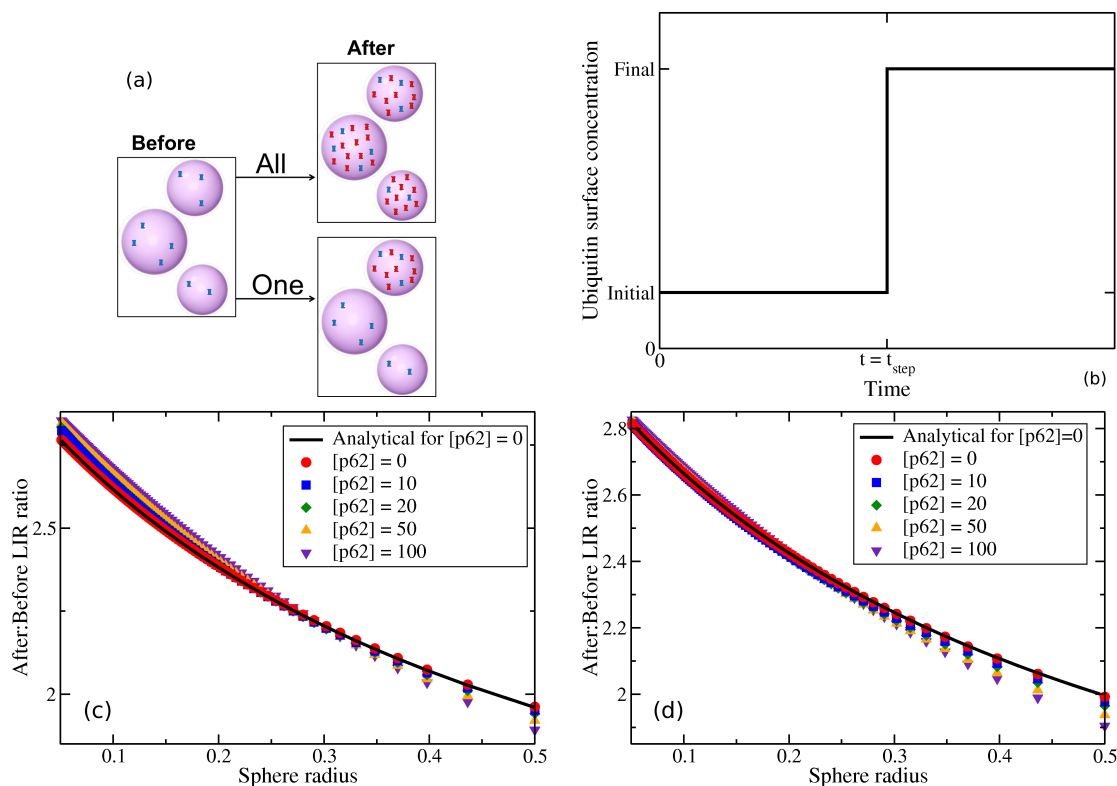 (a)
Before
After
All
One
Ubiquitin surface concentration
Final
Initial
0
0
t = t_step
Time
(b)
After:Before LIR ratio
2.5
2
Analytical for [p62] = 0
[p62] = 0
[p62] = 10
[p62] = 20
[p62] = 50
[p62] = 100
(c)
0.1
0.2
0.3
0.4
0.5
Sphere radius
After:Before LIR ratio
2.8
2.6
2.4
2.2
2
Analytical for [p62]=0
[p62] = 0
[p62] = 10
[p62] = 20
[p62] = 50
[p62] = 100
(d)
0.1
0.2
0.3
0.4
0.5
Sphere radius